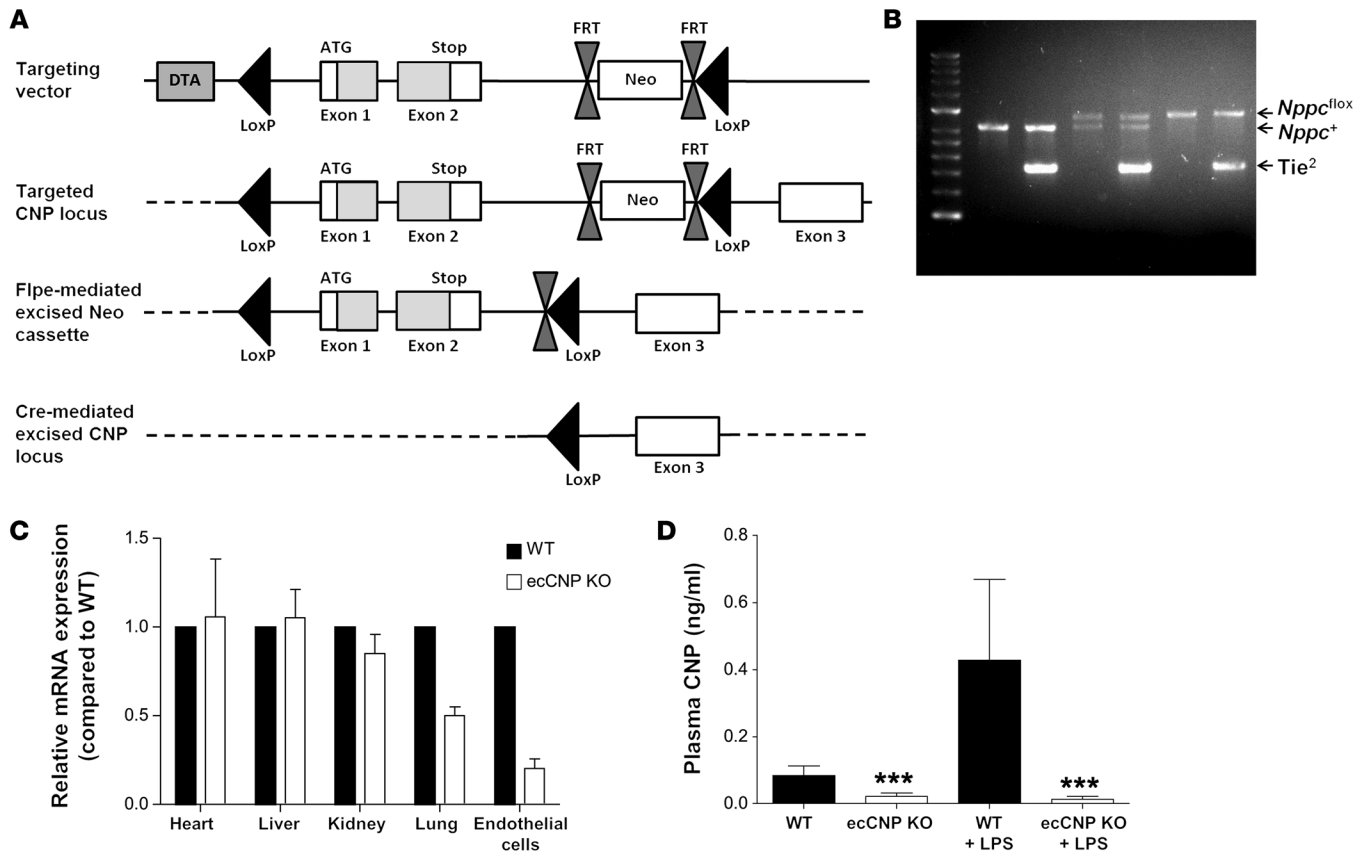 A
Targeting
vector
DTA
LoxP
ATG
Stop
Exon 1
Exon 2
FRT
Neo
FRT
LoxP
Targeted
CNP locus
LoxP
ATG
Stop
Exon 1
Exon 2
FRT
Neo
FRT
LoxP
Exon 3
Flpe-mediated
excised Neo
cassette
LoxP
ATG
Stop
Exon 1
Exon 2
LoxP
Exon 3
Cre-mediated
excised CNP
locus
LoxP
Exon 3
B
Nppcflox
Nppc+
Tie2
C
Relative mRNA expression
(compared to WT)
1.5
1.0
0.5
0.0
WT
ecCNP KO
Heart Liver Kidney Lung Endothelial
cells
D
Plasma CNP (ng/ml)
0.8
0.6
0.4
0.2
0.0
***
***
WT ecCNP KO WT ecCNP KO
+ LPS + LPS